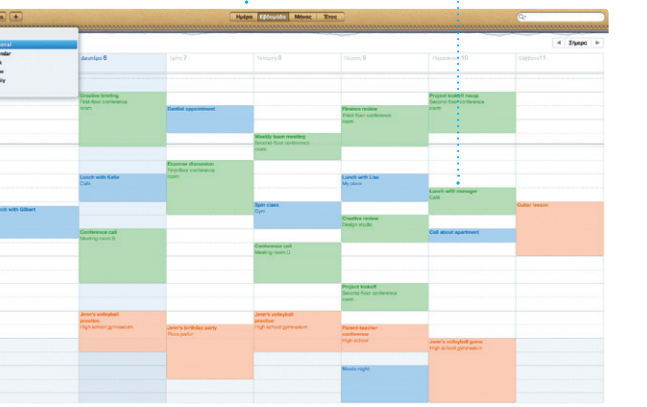 +
Ημέρα Εβδομάδα Μήνας Έτος
Σήμερα
Δευτέρα 6
Τρίτη 7
Τετάρτη 8
Πέμπτη 9
Παρασκευή 10
Σάββατο 11
Creative briefing
First-floor conference
room
Dentist appointment
Weekly team meeting
Second-floor conference
room
Finance review
Third-floor conference
room
Project kickoff recap
Second-floor conference
room
Expense discussion
First-floor conference
room
Lunch with Katie
Café
Lunch with Lisa
My place
Lunch with manager
Café
Guitar lesson
ch with Gilbert
Spin class
Gym
Creative review
Design studio
Call about apartment
Conference call
Meeting room D
Conference call
Meeting room D
Project kickoff
Second-floor conference
room
Jenn's volleyball
practice
High school gymnasium
Jenn's birthday party
Pizza parlor
Jenn's volleyball
practice
High school gymnasium
Parent-teacher
conference
High school
Jenn's volleyball game
High school gymnasium
Movie night